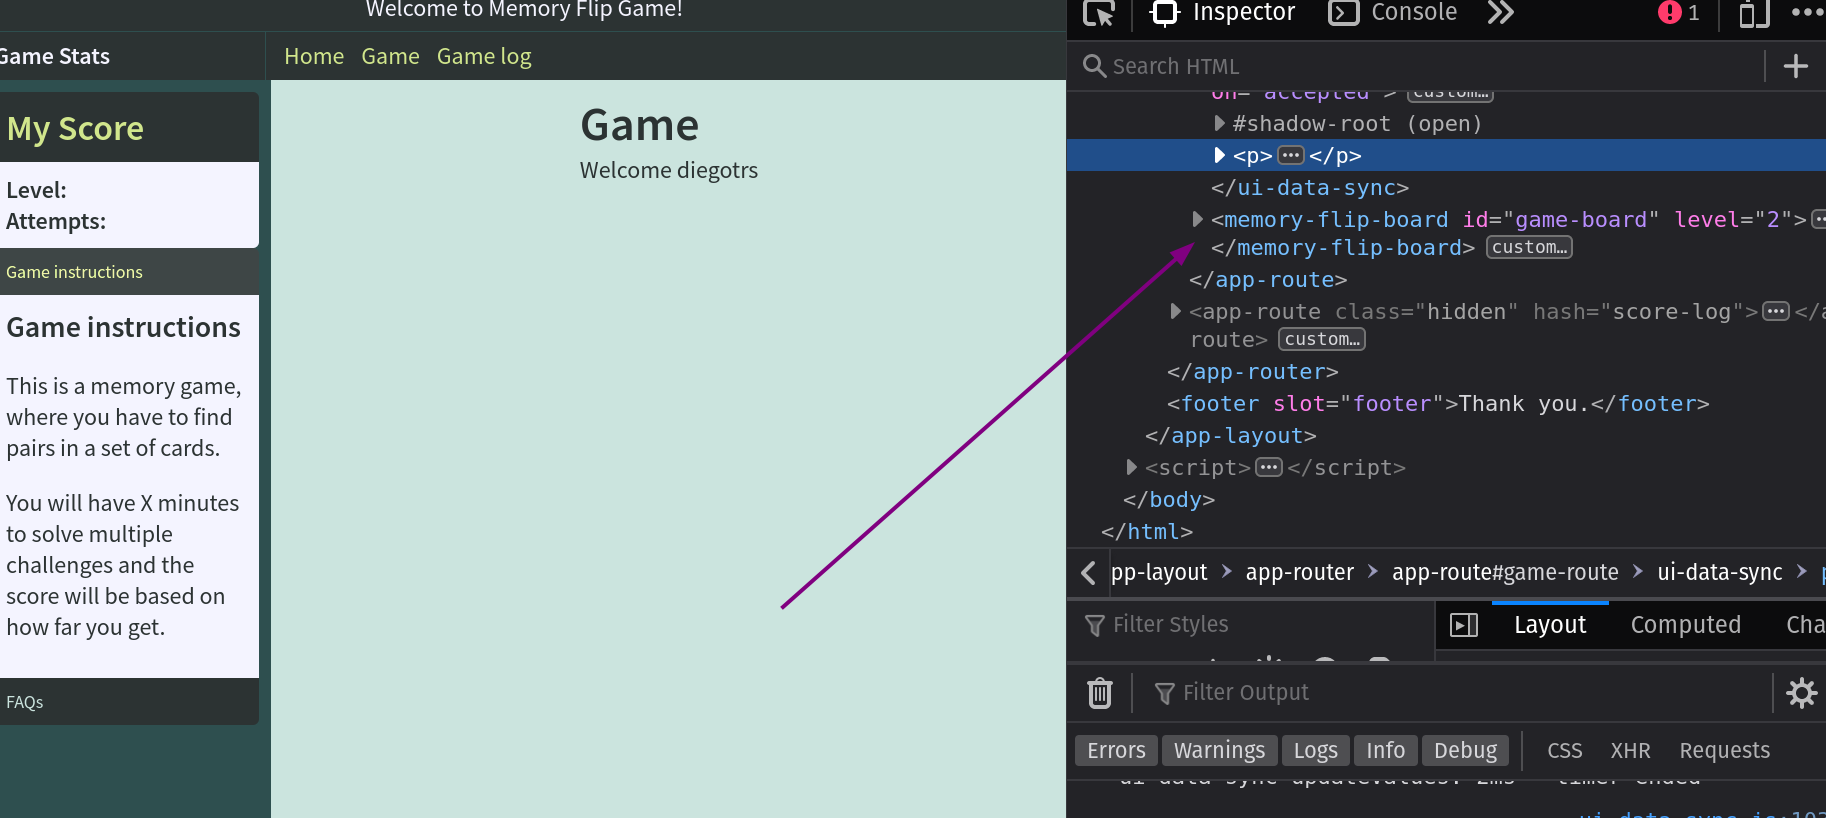 Welcome to Memory Flip Game!
Game Stats
Home Game Game log
My Score
Level:
Attempts:
Game instructions
Game instructions
This is a memory game,
where you have to find
pairs in a set of cards.
You will have X minutes
to solve multiple
challenges and the
score will be based on
how far you get.
FAQs
Game
Welcome diegotrs
Inspector Console 1
Search HTML
on="accepted"> custom…
#shadow-root (open)
<p> </p>
</ui-data-sync>
<memory-flip-board id="game-board" level="2">
</memory-flip-board> custom…
</app-route>
<app-route class="hidden" hash="score-log"> </a
route> custom…
</app-router>
<footer slot="footer">Thank you.</footer>
</app-layout>
<script> </script>
</body>
</html>
pp-layout > app-router > app-route#game-route > ui-data-sync > p
Filter Styles
Layout Computed Cha
Filter Output
Errors Warnings Logs Info Debug CSS XHR Requests